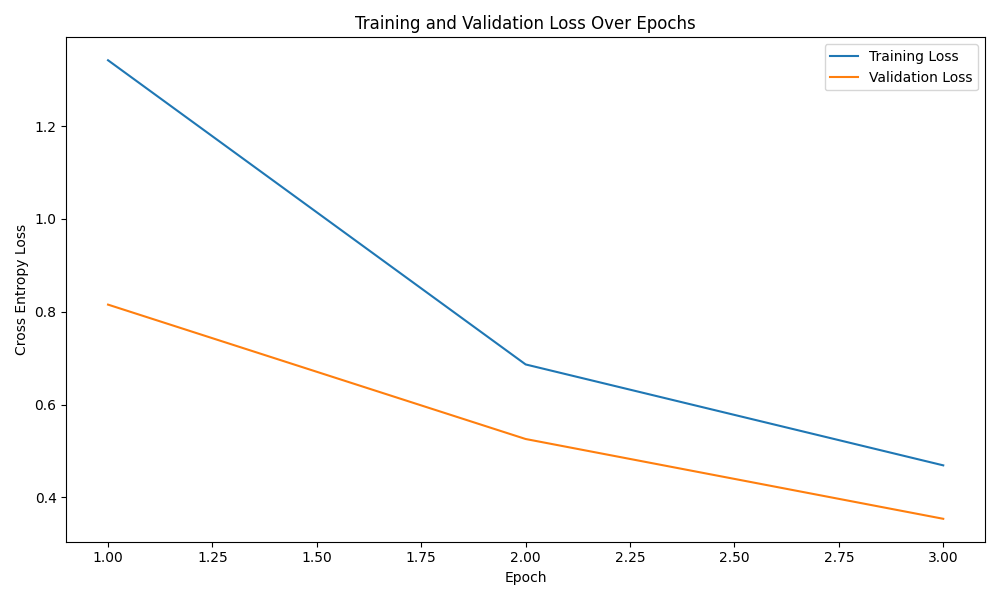 Training and Validation Loss Over Epochs
Training Loss
Validation Loss
Cross Entropy Loss
1.2
1.0
0.8
0.6
0.4
1.00 1.25 1.50 1.75 2.00 2.25 2.50 2.75 3.00
Epoch